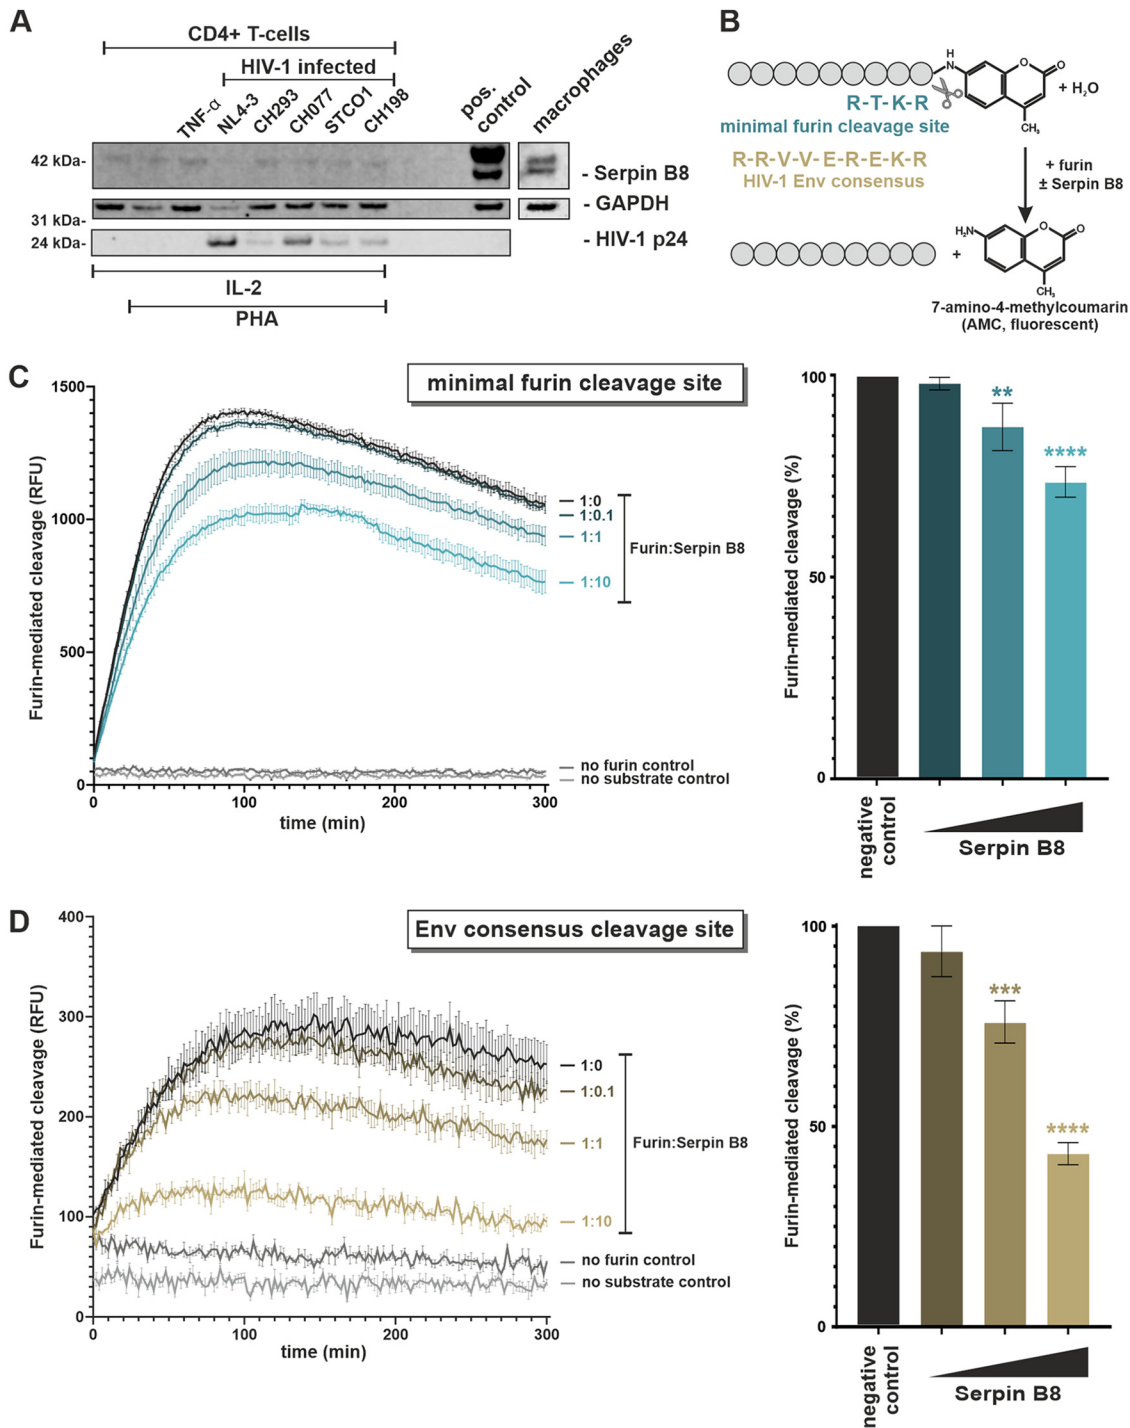 A
CD4+ T-cells
HIV-1 infected
TNF-α
NL4-3
CH293
CH077
STCO1
CH198
pos. control
macrophages
42 kDa-
- Serpin B8
- GAPDH
31 kDa-
24 kDa-
- HIV-1 p24
IL-2
PHA
B
H
N
O
O
+ H₂O
CH₃
R-T-K-R
minimal furin cleavage site
R-R-V-V-E-R-E-K-R
HIV-1 Env consensus
+ furin
± Serpin B8
+
H₂N
O
O
CH₃
7-amino-4-methylcoumarin
(AMC, fluorescent)
C
minimal furin cleavage site
Furin-mediated cleavage (RFU)
1500
1000
500
0
0
100
200
300
time (min)
1:0
1:0.1
1:1
1:10
Furin:Serpin B8
no furin control
no substrate control
Furin-mediated cleavage (%)
100
50
0
**
****
negative control
Serpin B8
D
Env consensus cleavage site
Furin-mediated cleavage (RFU)
400
300
200
100
0
0
100
200
300
time (min)
1:0
1:0.1
1:1
1:10
Furin:Serpin B8
no furin control
no substrate control
Furin-mediated cleavage (%)
100
50
0
***
****
negative control
Serpin B8